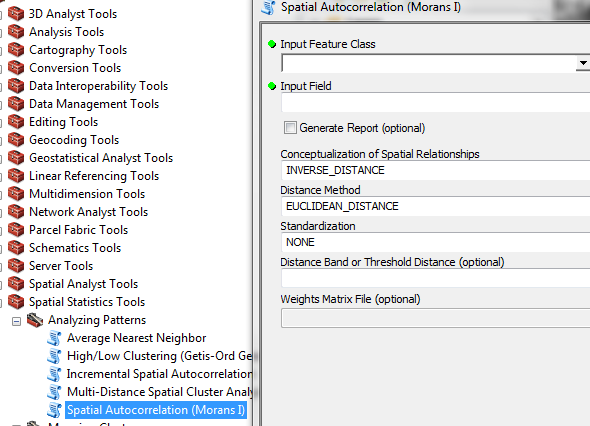 3D Analyst Tools
Analysis Tools
Cartography Tools
Conversion Tools
Data Interoperability Tools
Data Management Tools
Editing Tools
Geocoding Tools
Geostatistical Analyst Tools
Linear Referencing Tools
Multidimension Tools
Network Analyst Tools
Parcel Fabric Tools
Schematics Tools
Server Tools
Spatial Analyst Tools
Spatial Statistics Tools
Analyzing Patterns
Average Nearest Neighbor
High/Low Clustering (Getis-Ord Ge
Incremental Spatial Autocorrelation
Multi-Distance Spatial Cluster Analy
Spatial Autocorrelation (Morans I)
Spatial Autocorrelation (Morans I)
Input Feature Class
Input Field
Generate Report (optional)
Conceptualization of Spatial Relationships
INVERSE_DISTANCE
Distance Method
EUCLIDEAN_DISTANCE
Standardization
NONE
Distance Band or Threshold Distance (optional)
Weights Matrix File (optional)